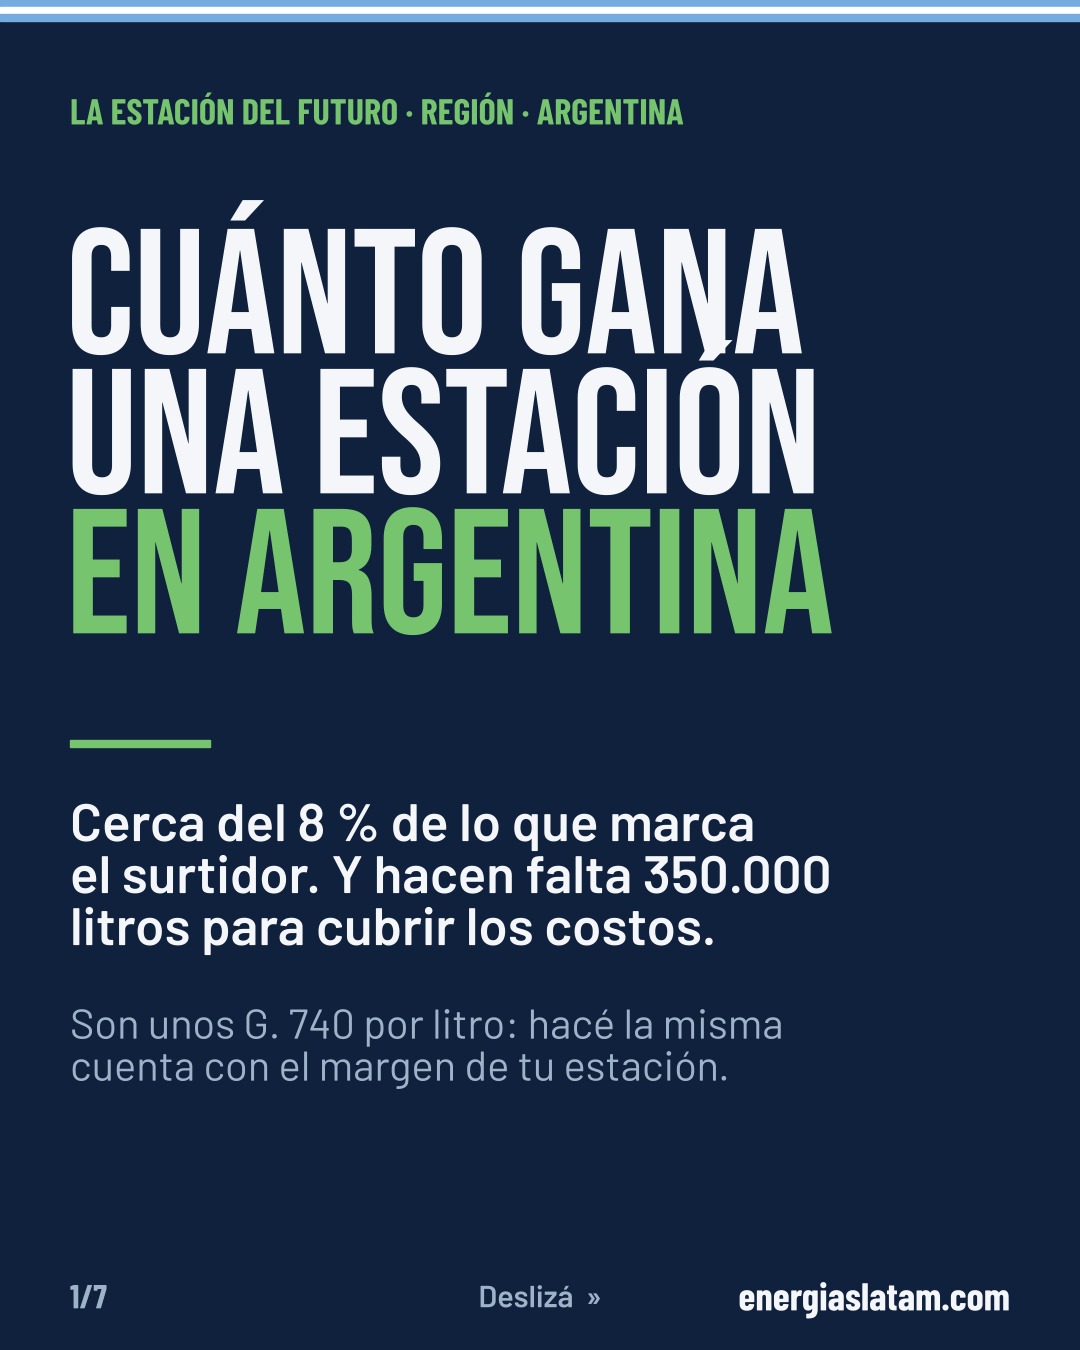 LA ESTACIÓN DEL FUTURO · REGIÓN · ARGENTINA
CUÁNTO GANA
UNA ESTACIÓN
EN ARGENTINA
Cerca del 8 % de lo que marca
el surtidor. Y hacen falta 350.000
litros para cubrir los costos.
Son unos G. 740 por litro: hacé la misma
cuenta con el margen de tu estación.
1/7
Deslizá »
energiaslatam.com